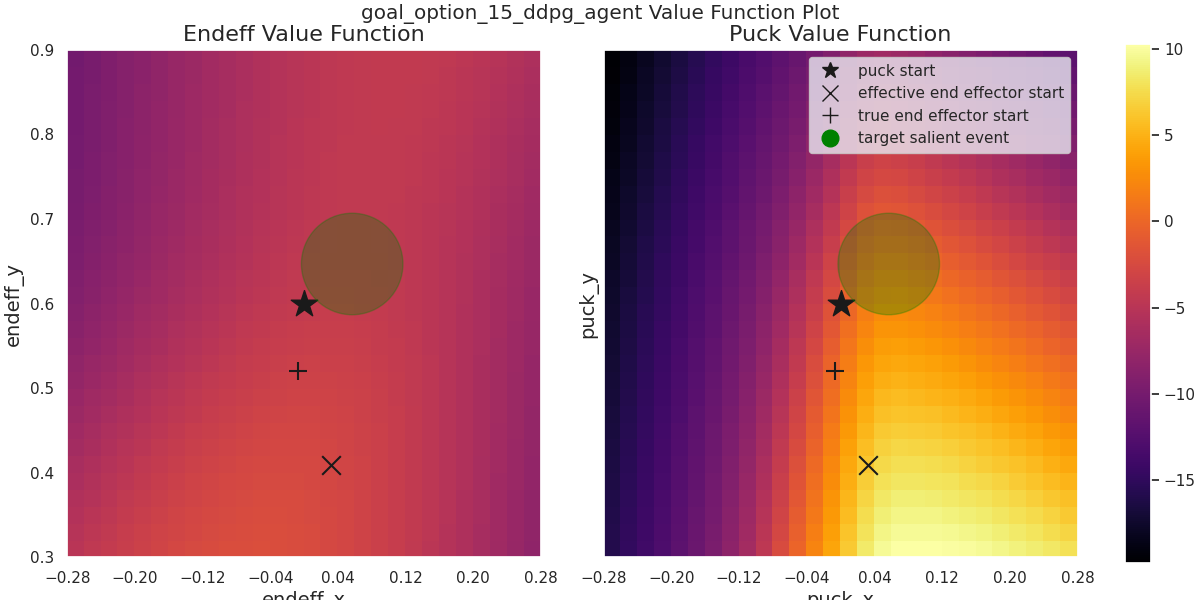 goal_option_15_ddpg_agent Value Function Plot
Endeff Value Function
Puck Value Function
endeff_y
0.9
0.8
0.7
0.6
0.5
0.4
0.3
−0.28 −0.20 −0.12 −0.04 0.04 0.12 0.20 0.28
endeff_x
puck_y
puck start
effective end effector start
true end effector start
target salient event
−0.28 −0.20 −0.12 −0.04 0.04 0.12 0.20 0.28
puck_x
10
5
0
−5
−10
−15